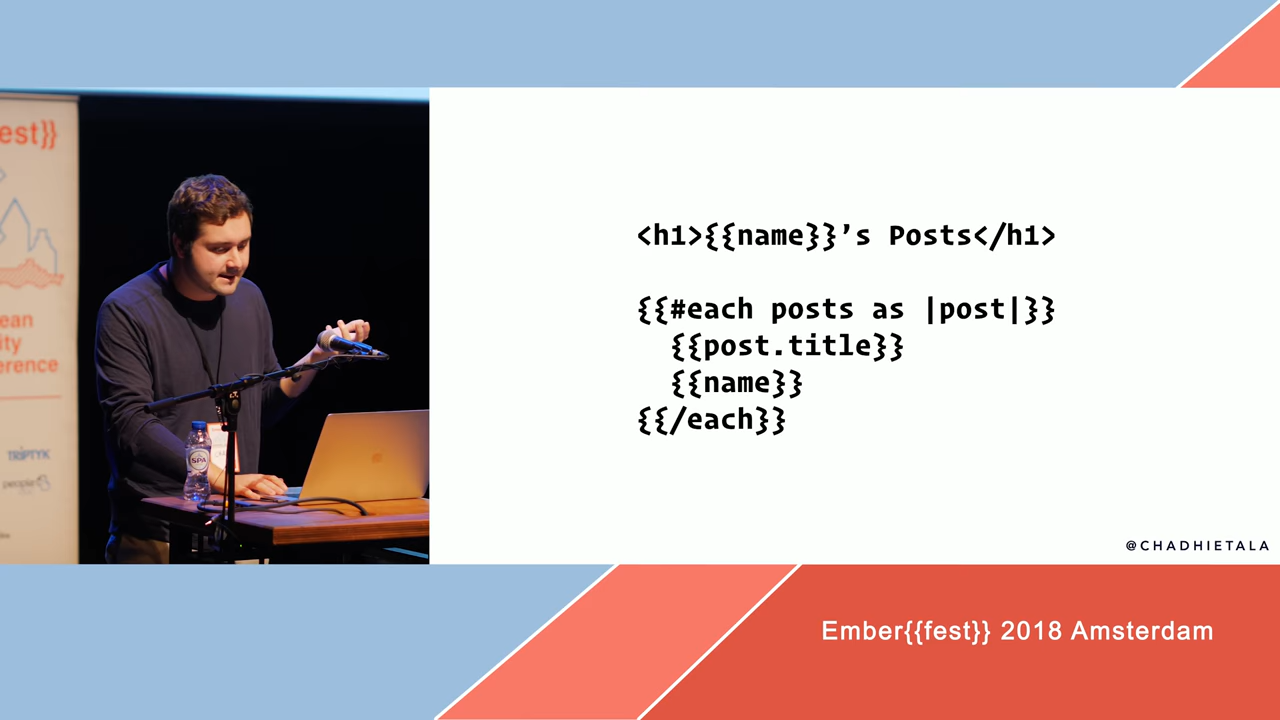 est}}
ean
ity
erence
TRIPTYK
people
SPA
<h1>{{name}}’s Posts</h1>
{{#each posts as |post|}}
{{post.title}}
{{name}}
{{/each}}
@CHADHIETALA
Ember{{fest}} 2018 Amsterdam